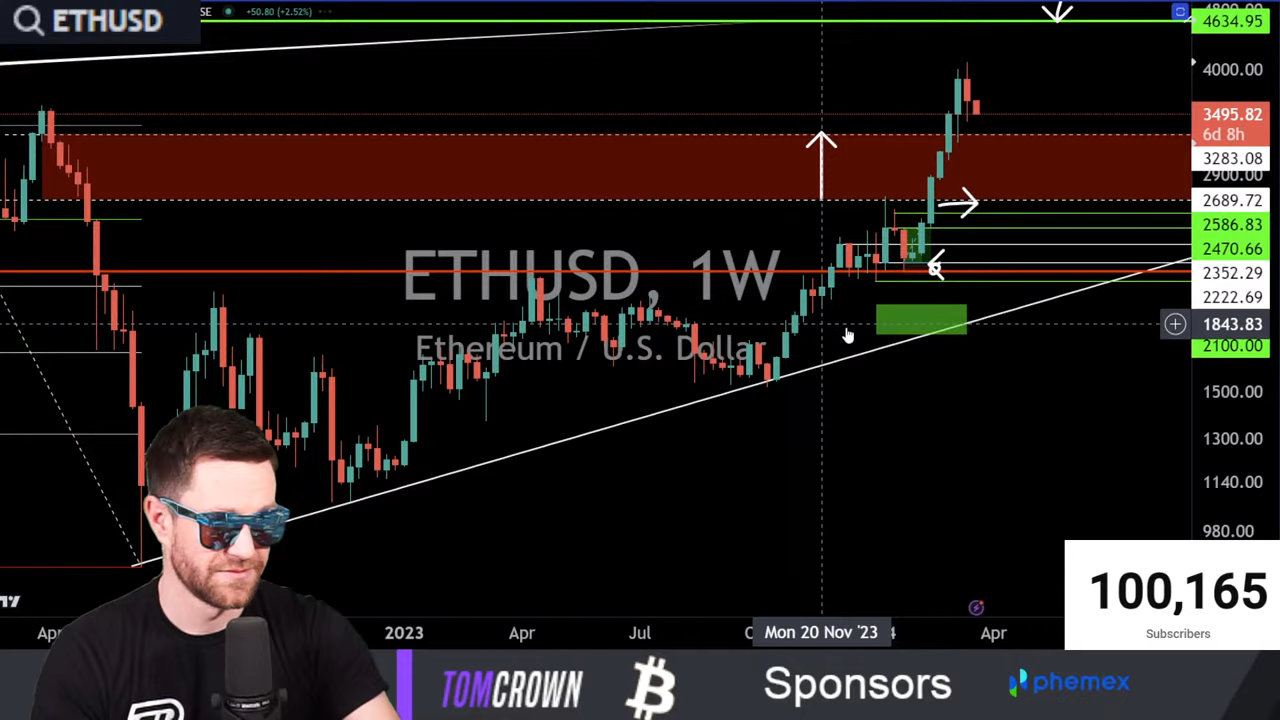 ETHUSD
SE +50.80 (+2.52%)
4634.95
4000.00
3495.82
6d 8h
3283.08
2900.00
2689.72
2586.83
2470.66
2352.29
2222.69
1843.83
2100.00
1500.00
1300.00
1140.00
980.00
ETHUSD, 1W
Ethereum / U.S. Dollar
2023
Apr
Jul
Mon 20 Nov '23
4
Apr
100,165
Subscribers
TOMCROWN
Sponsors
phemex